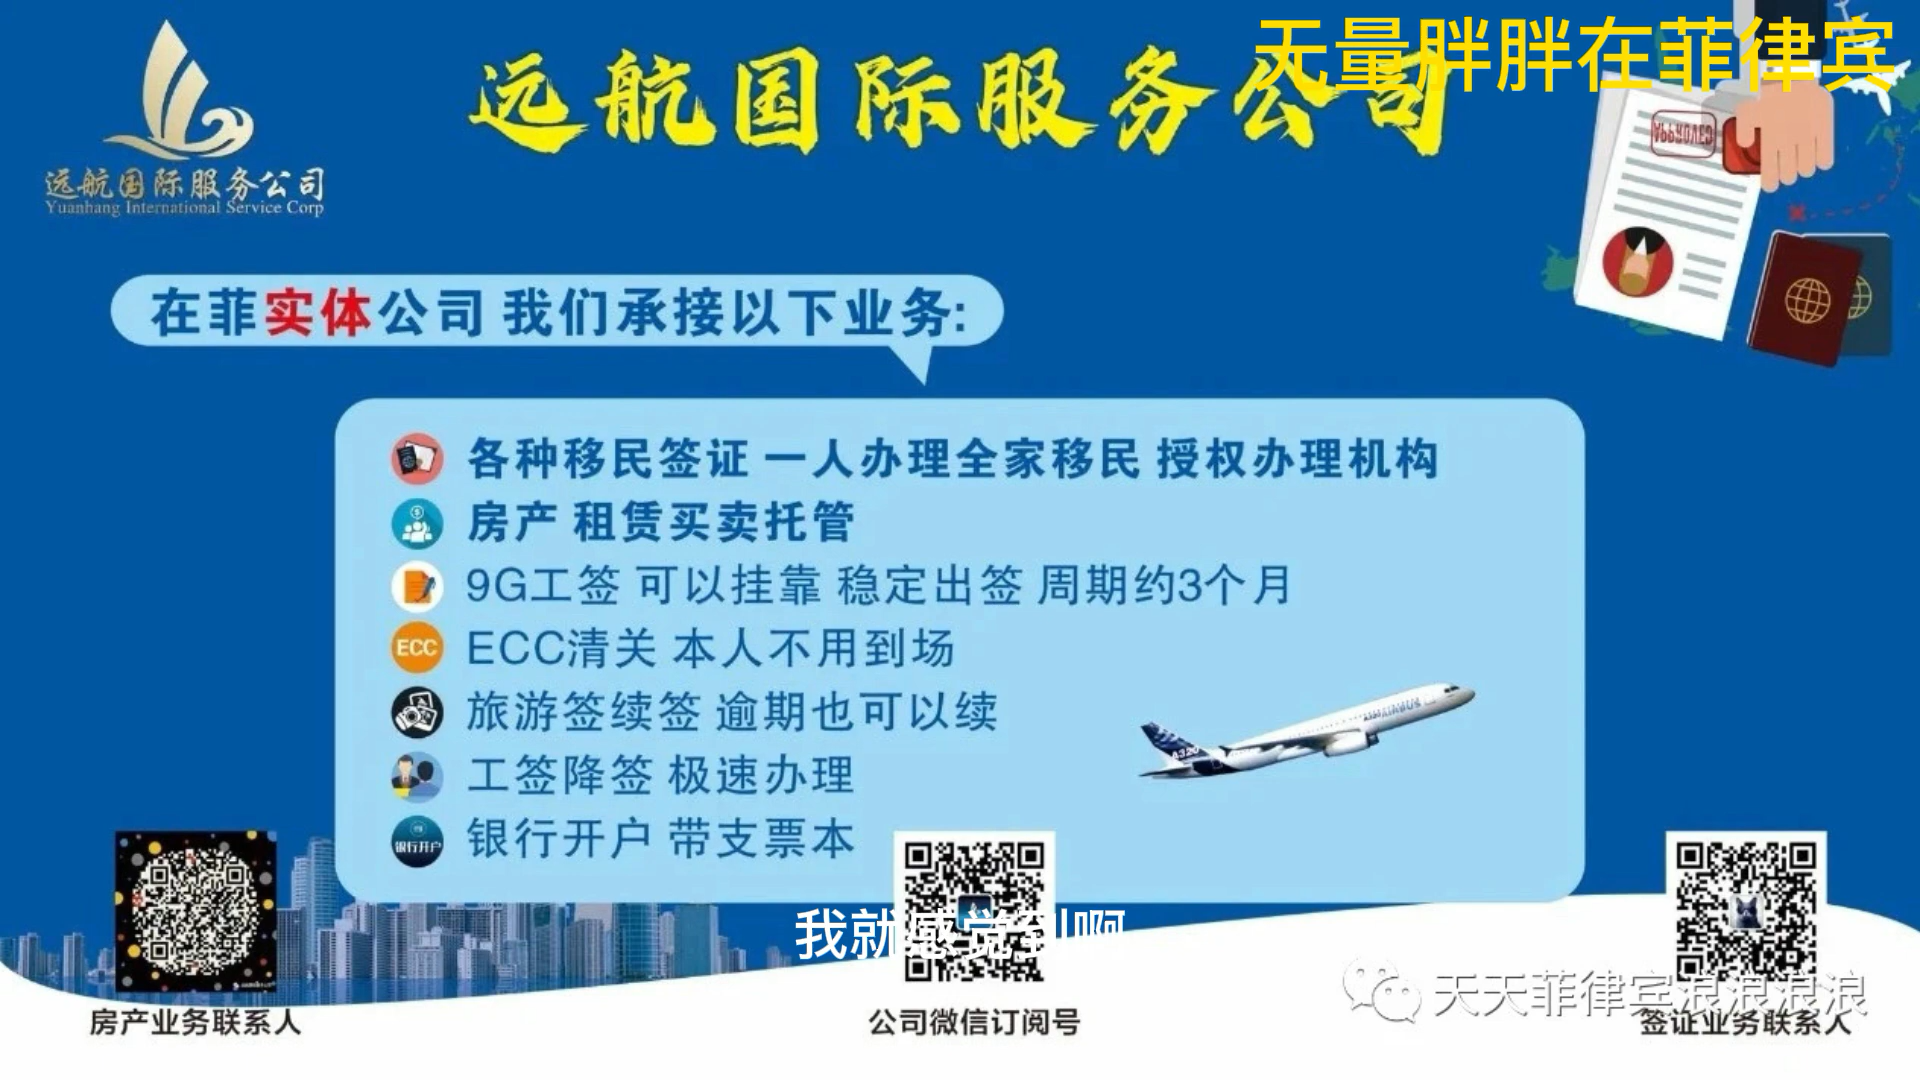 无量胖胖在菲律宾
远航国际服务公司
远航国际服务公司
Yuanhang International Service Corp
APPROVED
在菲实体公司 我们承接以下业务:
各种移民签证 一人办理全家移民 授权办理机构
房产 租赁买卖托管
9G工签 可以挂靠 稳定出签 周期约3个月
ECC
ECC清关 本人不用到场
旅游签续签 逾期也可以续
工签降签 极速办理
银行开户
银行开户 带支票本
A320
AIRBUS
我就感觉到啊
天天菲律宾浪浪浪浪
房产业务联系人
公司微信订阅号
签证业务联系人